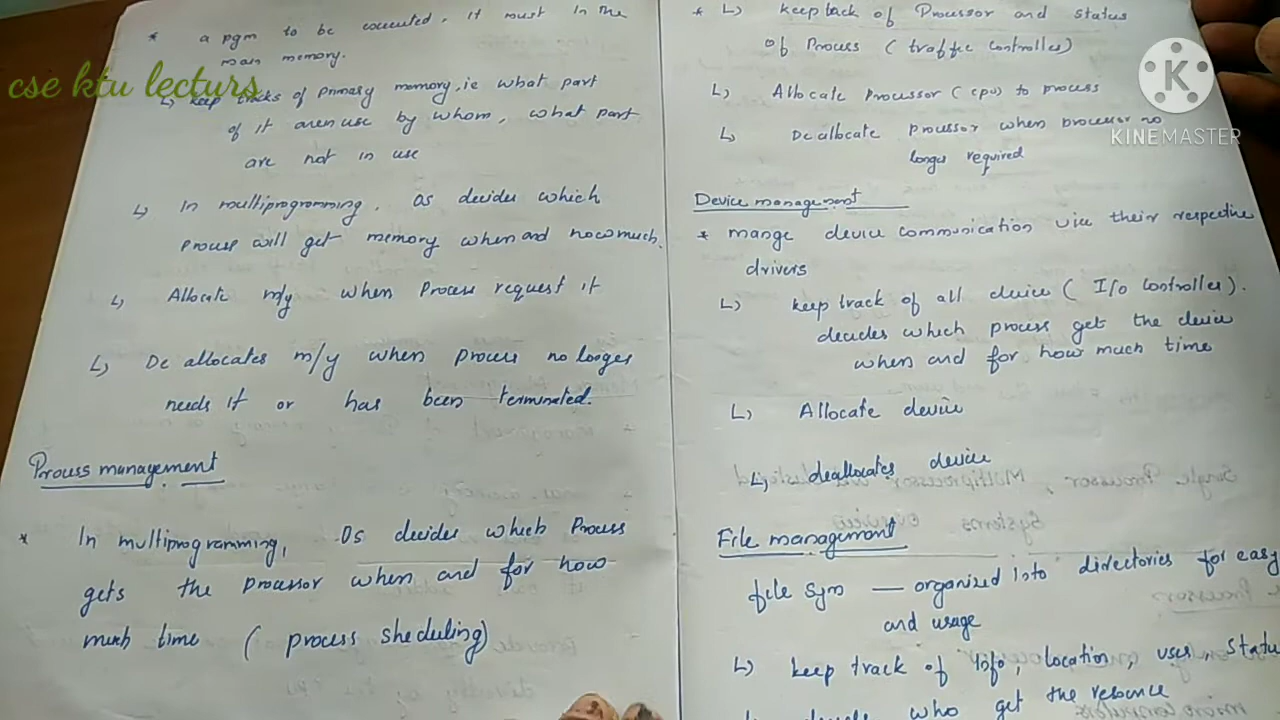 * a pgm to be executed, it must in the
main memory.
cse ktu lecturs
↳ keep tracks of primary memory, ie what part
of it are in use by whom, what part
are not in use
↳ In multiprogramming, os decides which
process will get memory when and how much.
↳ Allocate m/y when process request it
↳ De allocates m/y when process no longer
needs it or has been terminated.
Process management
* In multiprogramming, Os decides which Process
gets the processor when and for how
much time (process sheduling)
* ↳ keep tack of Processor and status
of Process (traffic controller)
↳ Allocate Processor (cpu) to process
↳ De allocate processor when processor no
longer required
Device management
* mange device communication via their respective
drivers
↳ keep track of all device (I/o controller).
decides which process get the device
when and for how much time
↳ Allocate device
↳ deallocates device
File management
file sym — organized into directories for easy
and usage
↳ keep track of info, location, uses, statu
who get the resource
K
KINEMASTER